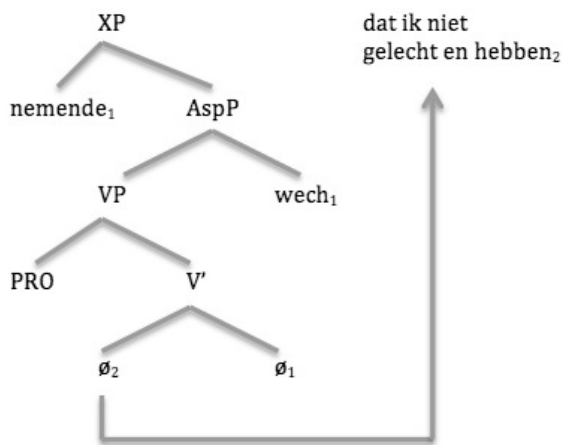 XP
dat ik niet
gelecht en hebben₂
nemende₁
AspP
VP
wech₁
PRO
V'
ø₂
ø₁